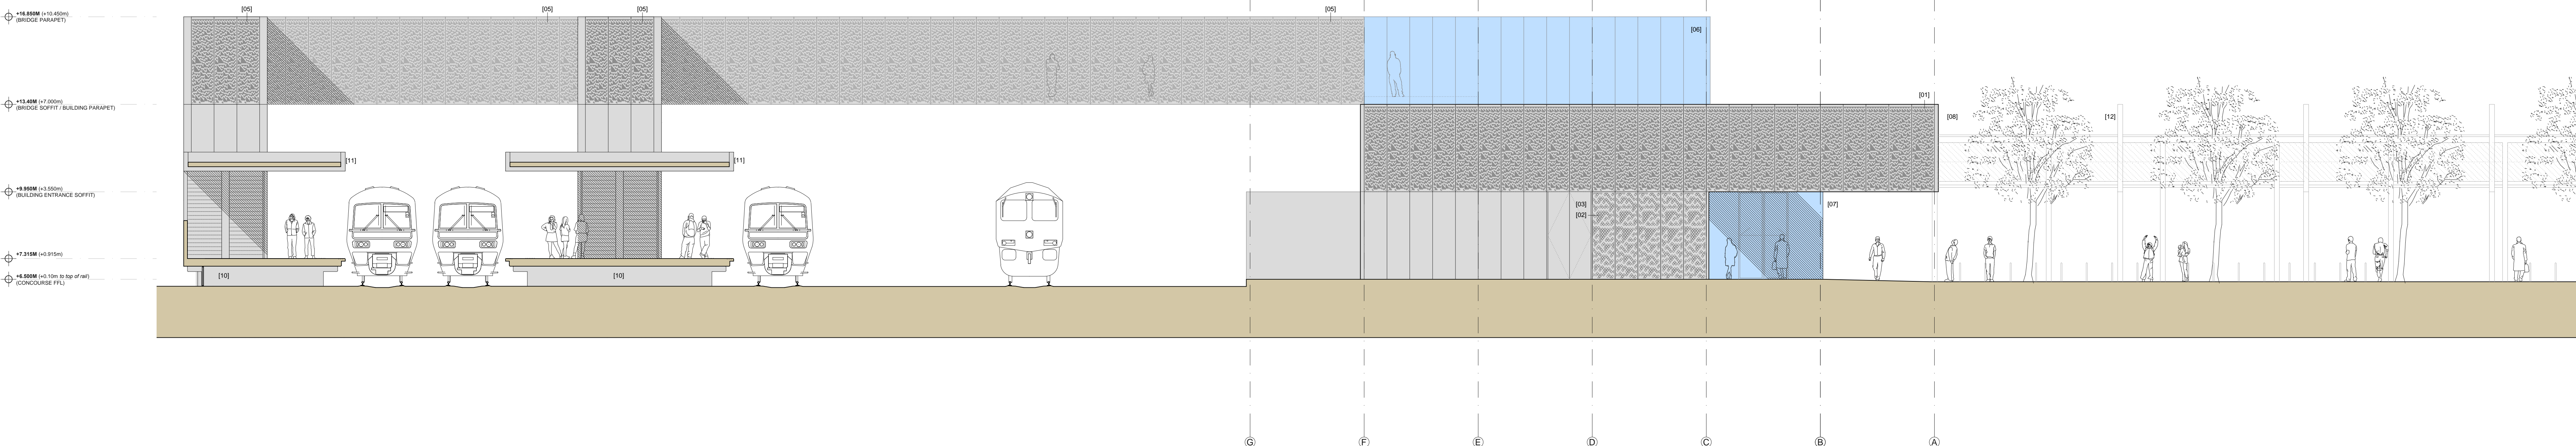 [05]
[05]
[05]
[05]
+16.850M (+10.450m)
(BRIDGE PARAPET)
[06]
[01]
+13.40M (+7.000m)
(BRIDGE SOFFIT / BUILDING PARAPET)
[08]
[12]
[11]
[11]
+9.950M (+3.550m)
(BUILDING ENTRANCE SOFFIT)
[03]
[07]
[02]
+7.315M (+0.915m)
+6.500M (+0.10m to top of rail)
(CONCOURSE FFL)
[10]
[10]
G
F
E
D
C
B
A